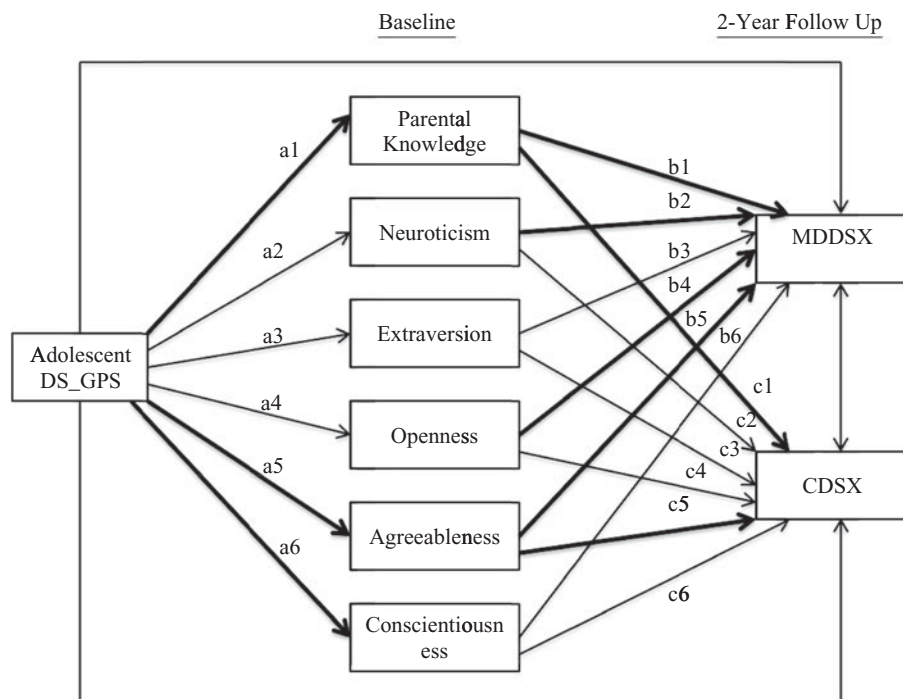 Baseline
2-Year Follow Up
Parental
Knowledge
a1
b1
b2
Neuroticism
MDDSX
a2
b3
b4
Extraversion
a3
b5
b6
Adolescent
DS_GPS
c1
a4
c2
Openness
c3
c4
a5
CDSX
c5
Agreeableness
a6
c6
Conscientiousn
ess